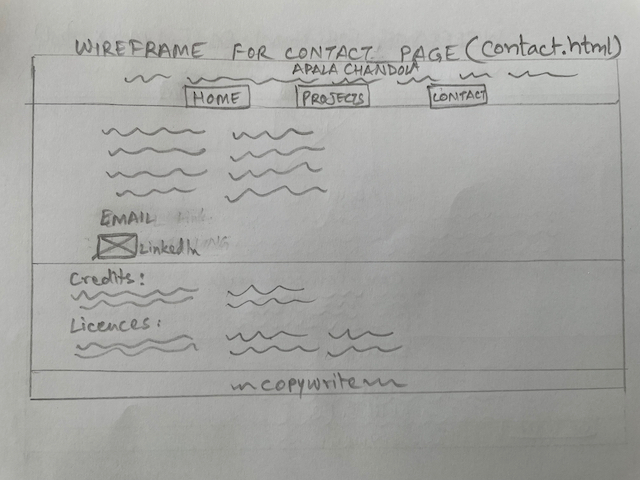 WIREFRAME FOR CONTACT PAGE (contact.html)
APALA CHANDOLA
HOME PROJECTS CONTACT
EMAIL
LinkedIn
Credits:
Licences:
copywrite